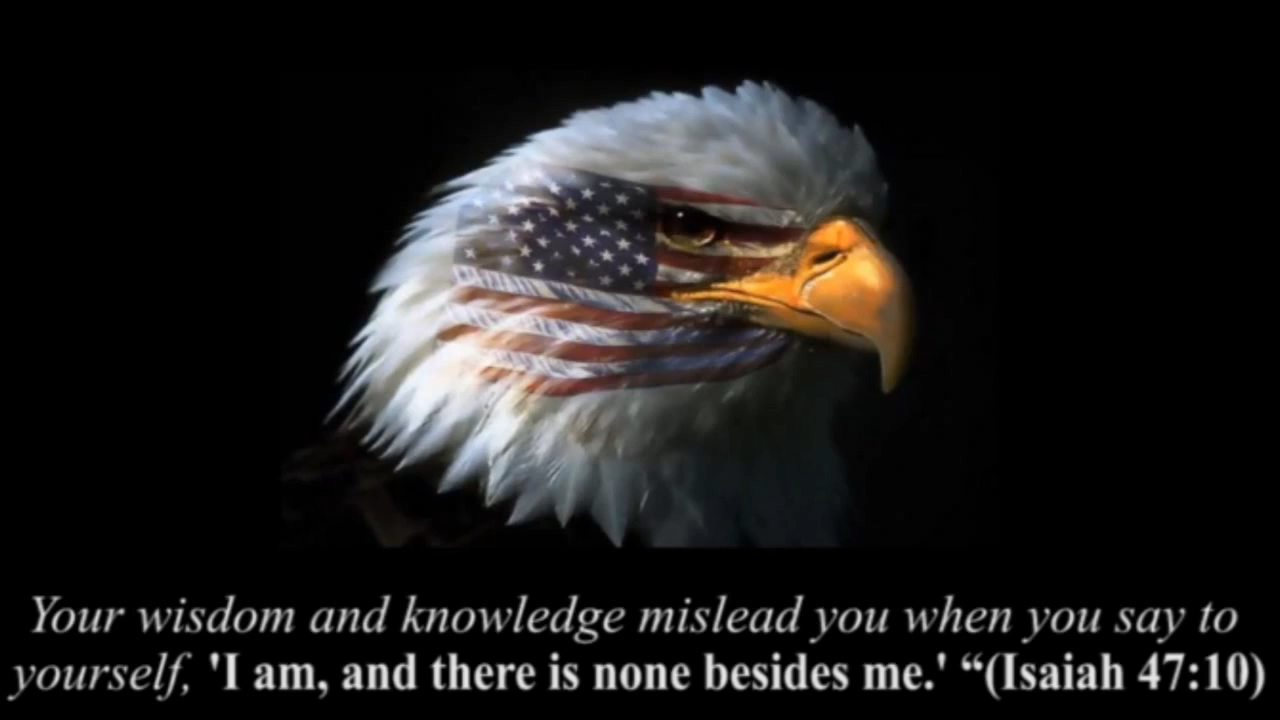 Your wisdom and knowledge mislead you when you say to
yourself, 'I am, and there is none besides me.' “(Isaiah 47:10)